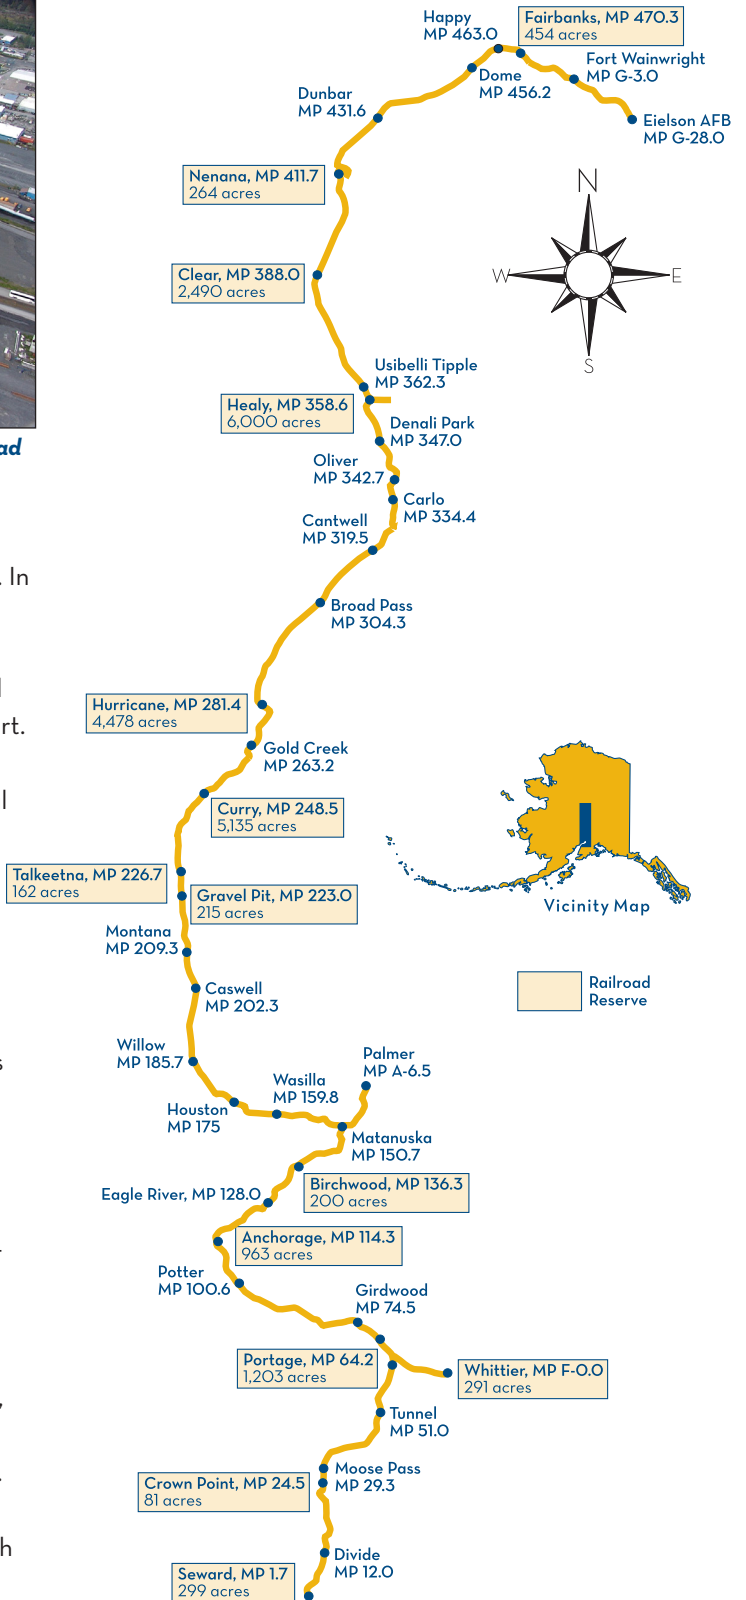 Happy
MP 463.0
Fairbanks, MP 470.3
454 acres
Fort Wainwright
MP G-3.0
Dome
MP 456.2
Dunbar
MP 431.6
Eielson AFB
MP G-28.0
Nenana, MP 411.7
264 acres
N
W
E
S
Clear, MP 388.0
2,490 acres
Usibelli Tipple
MP 362.3
Healy, MP 358.6
6,000 acres
Denali Park
MP 347.0
ad
Oliver
MP 342.7
Carlo
MP 334.4
Cantwell
MP 319.5
. In
Broad Pass
MP 304.3
Hurricane, MP 281.4
4,478 acres
rt.
Gold Creek
MP 263.2
Curry, MP 248.5
5,135 acres
Talkeetna, MP 226.7
162 acres
Gravel Pit, MP 223.0
215 acres
Vicinity Map
Montana
MP 209.3
Caswell
MP 202.3
Railroad
Reserve
Willow
MP 185.7
s
Palmer
MP A-6.5
Wasilla
MP 159.8
Houston
MP 175
Matanuska
MP 150.7
Birchwood, MP 136.3
200 acres
Eagle River, MP 128.0
Anchorage, MP 114.3
963 acres
Potter
MP 100.6
Girdwood
MP 74.5
Portage, MP 64.2
1,203 acres
Whittier, MP F-0.0
291 acres
Tunnel
MP 51.0
Moose Pass
MP 29.3
Crown Point, MP 24.5
81 acres
h
Divide
MP 12.0
Seward, MP 1.7
299 acres